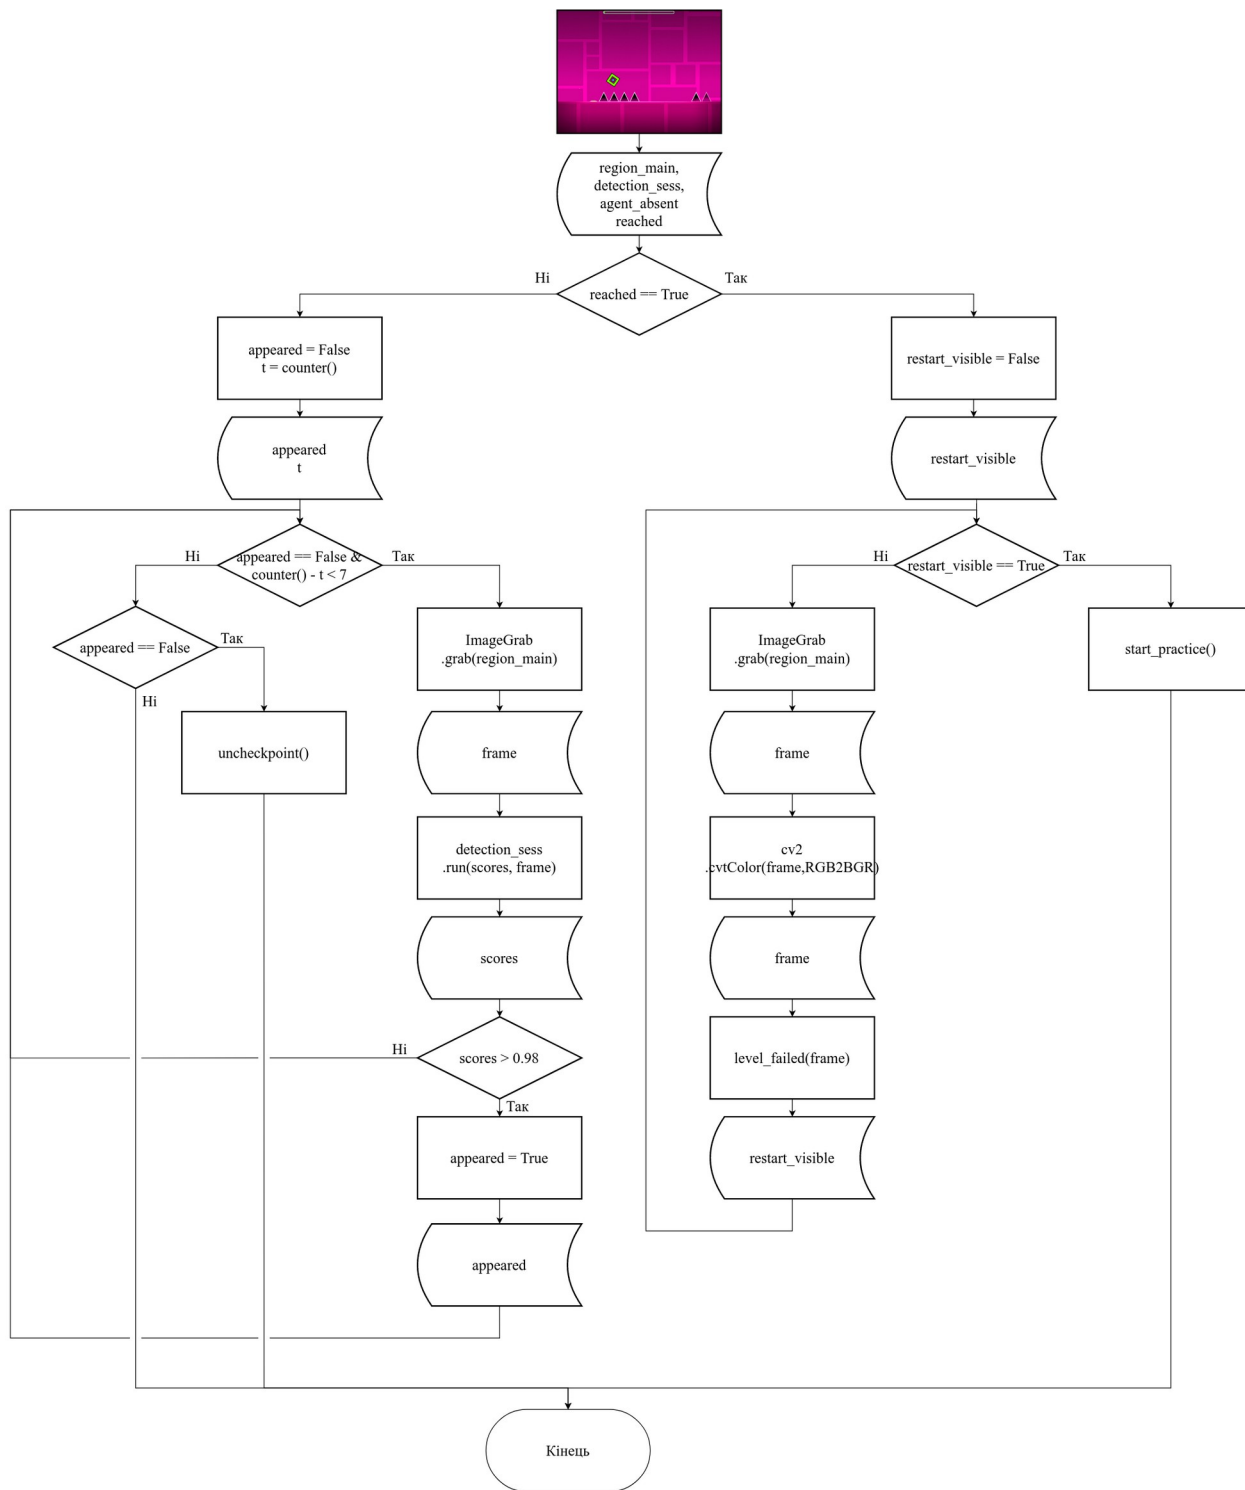 region_main,
detection_sess,
agent_absent
reached
Ні
reached == True
Так
appeared = False
t = counter()
appeared
t
Ні
appeared == False &
counter() - t < 7
Так
appeared == False
Так
Ні
uncheckpoint()
ImageGrab
.grab(region_main)
frame
detection_sess
.run(scores, frame)
scores
Ні
scores > 0.98
Так
appeared = True
appeared
restart_visible = False
restart_visible
Ні
restart_visible == True
Так
ImageGrab
.grab(region_main)
frame
cv2
.cvtColor(frame,RGB2BGR)
frame
level_failed(frame)
restart_visible
start_practice()
Кінець